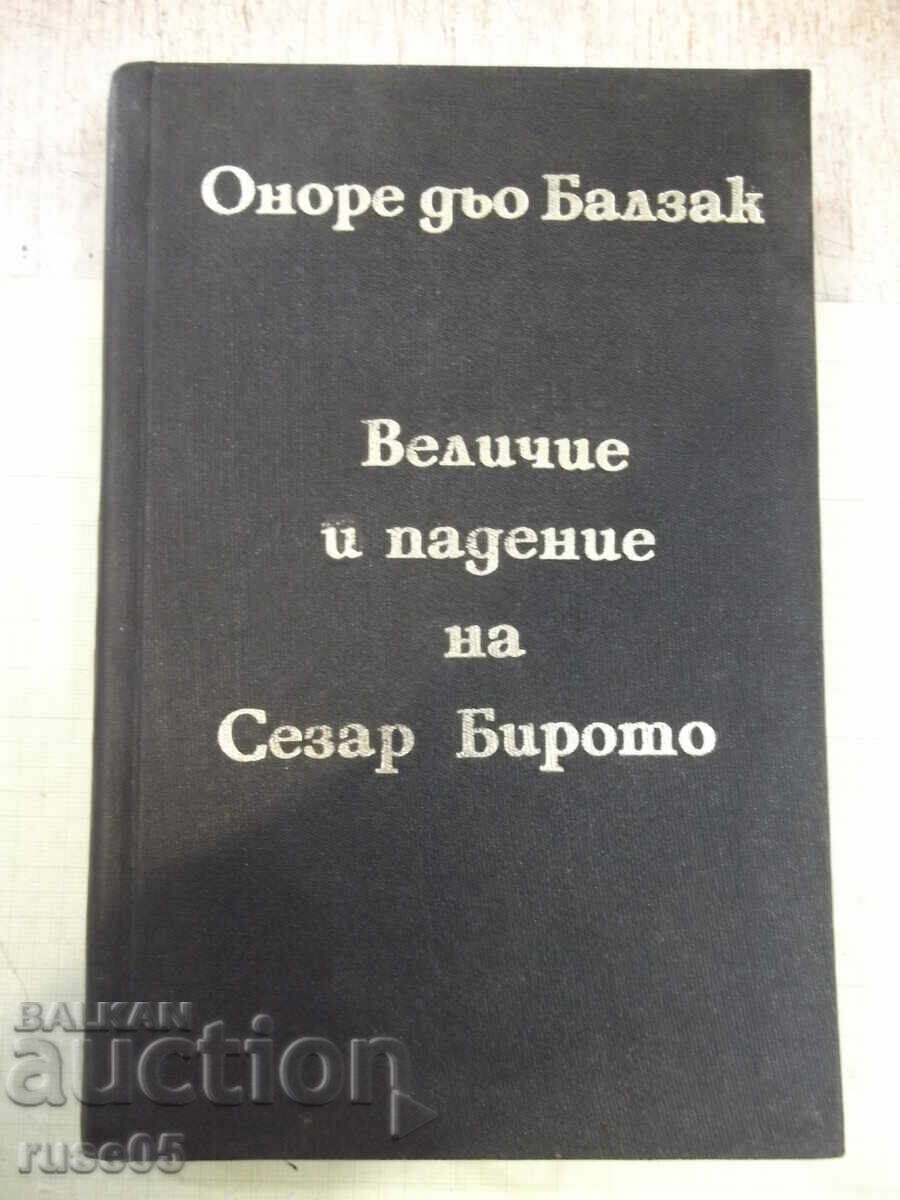 Оноре дьо Балзак
Величие
и падение
на
Сезар Бирото
BALKAN
auction
ruse05